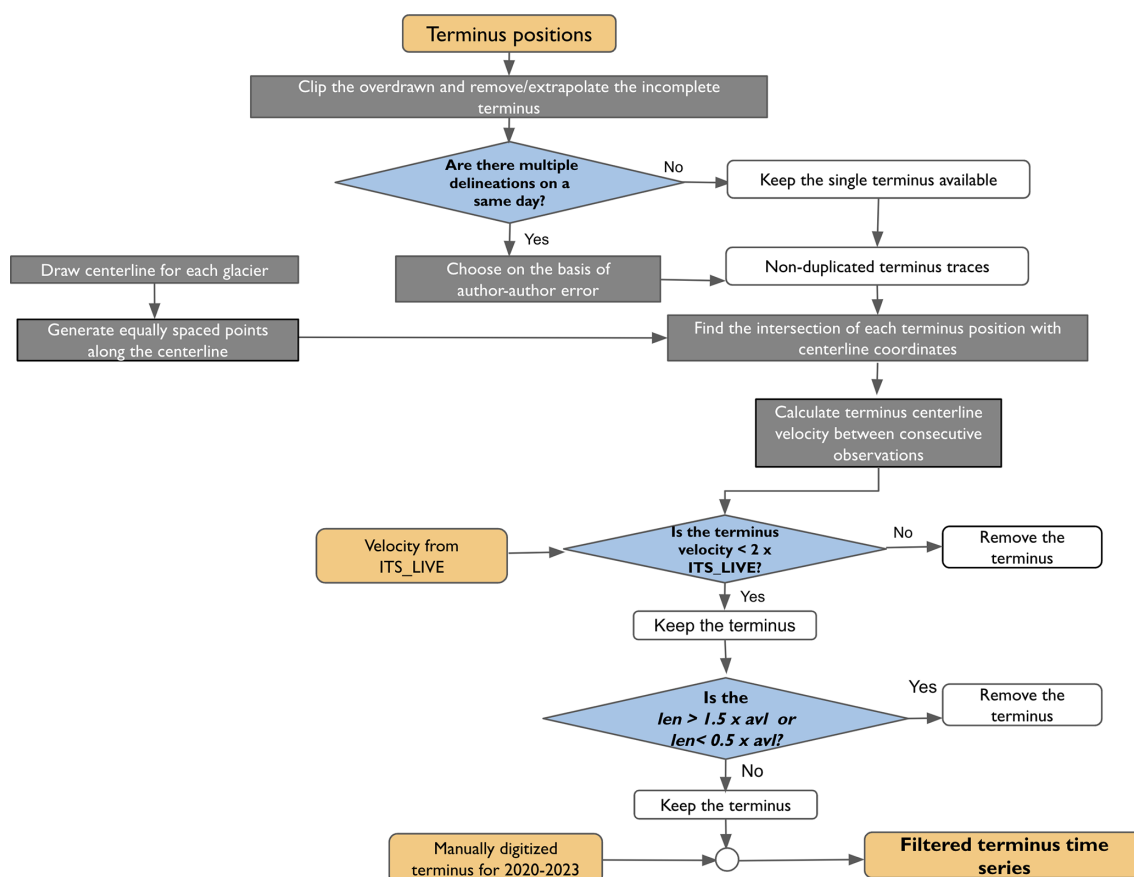 Terminus positions
Clip the overdrawn and remove/extrapolate the incomplete
terminus
Are there multiple
delineations on a
same day?
No
Keep the single terminus available
Yes
Draw centerline for each glacier
Choose on the basis of
author-author error
Non-duplicated terminus traces
Generate equally spaced points
along the centerline
Find the intersection of each terminus position with
centerline coordinates
Calculate terminus centerline
velocity between consecutive
observations
Velocity from
ITS_LIVE
Is the terminus
velocity < 2 x
ITS_LIVE?
No
Remove the
terminus
Yes
Keep the terminus
Is the
len > 1.5 x avl or
len< 0.5 x avl?
Yes
Remove the
terminus
No
Keep the terminus
Manually digitized
terminus for 2020-2023
Filtered terminus time
series